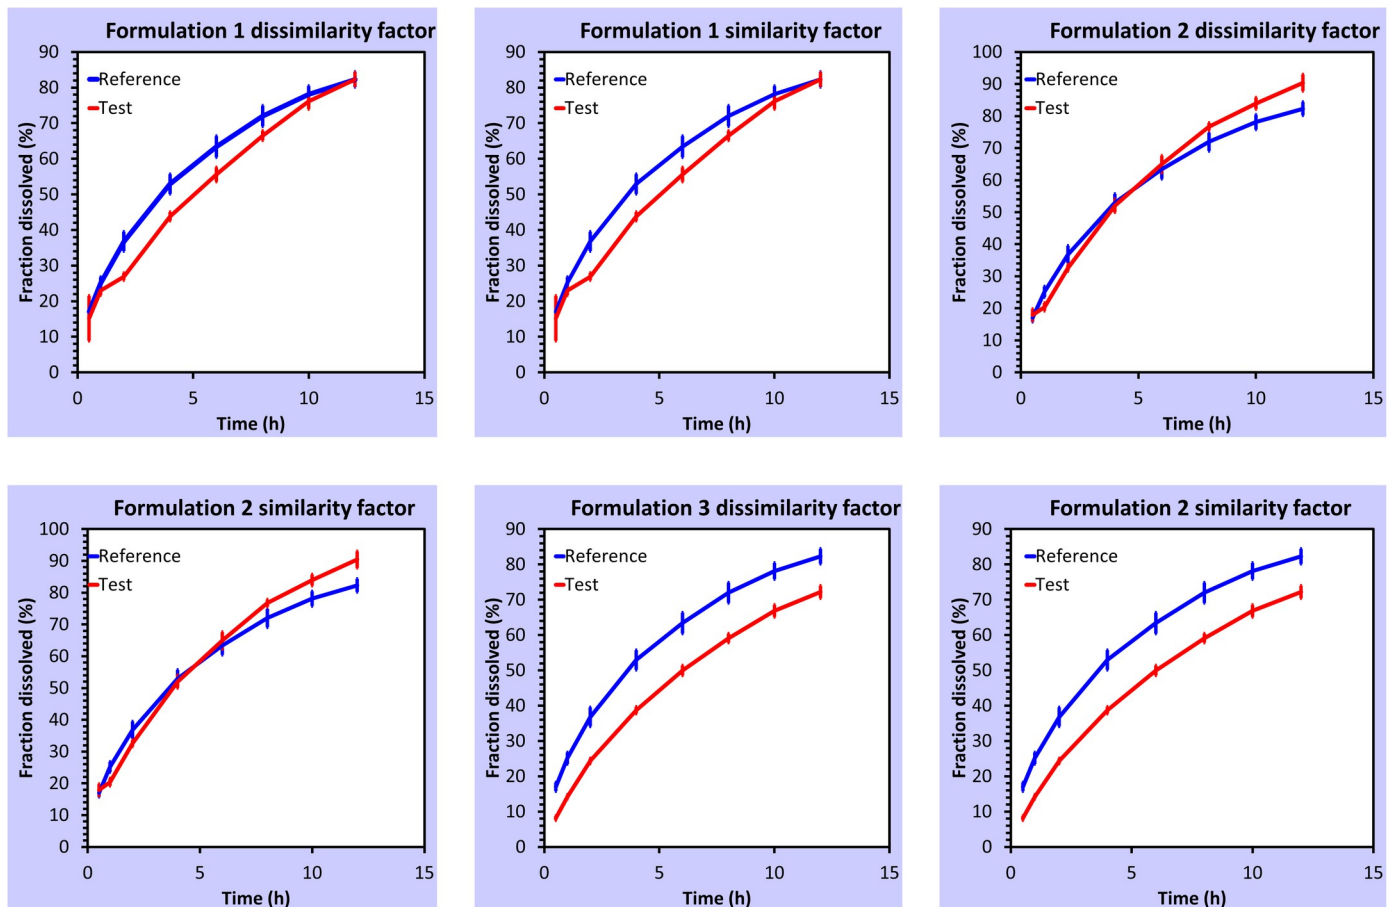 Formulation 1 dissimilarity factor
90
80
70
60
50
40
30
20
10
0
Fraction dissolved (%)
Reference
Test
0 5 10 15
Time (h)
Formulation 1 similarity factor
90
80
70
60
50
40
30
20
10
0
Fraction dissolved (%)
Reference
Test
0 5 10 15
Time (h)
Formulation 2 dissimilarity factor
100
90
80
70
60
50
40
30
20
10
0
Fraction dissolved (%)
Reference
Test
0 5 10 15
Time (h)
Formulation 2 similarity factor
100
90
80
70
60
50
40
30
20
10
0
Fraction dissolved (%)
Reference
Test
0 5 10 15
Time (h)
Formulation 3 dissimilarity factor
90
80
70
60
50
40
30
20
10
0
Fraction dissolved (%)
Reference
Test
0 5 10 15
Time (h)
Formulation 2 similarity factor
90
80
70
60
50
40
30
20
10
0
Fraction dissolved (%)
Reference
Test
0 5 10 15
Time (h)